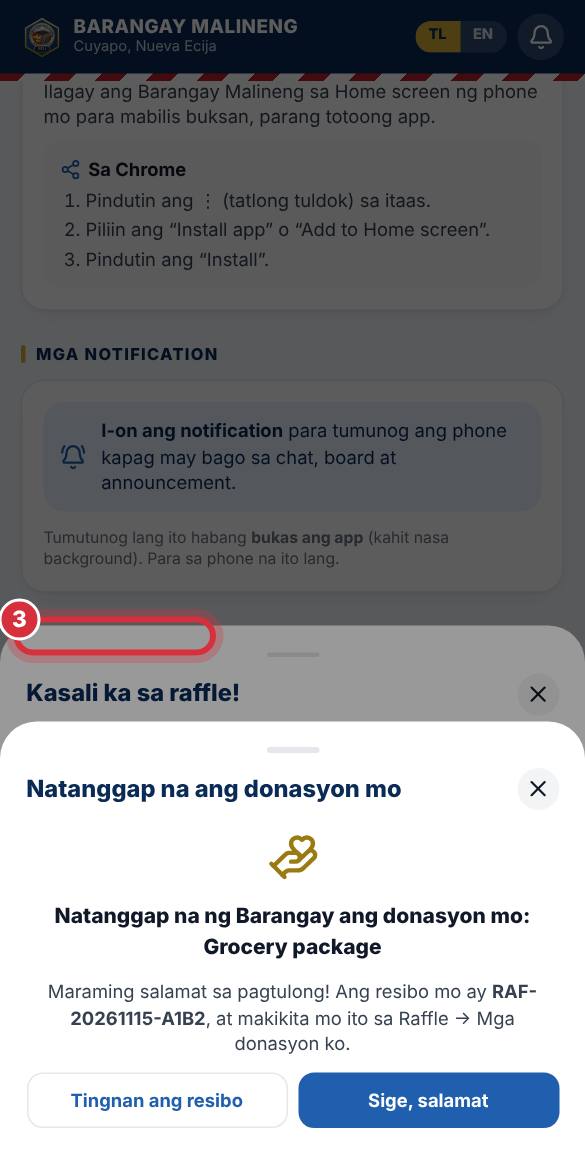 BARANGAY MALINENG
Cuyapo, Nueva Ecija
TL EN
Ilagay ang Barangay Malineng sa Home screen ng phone
mo para mabilis buksan, parang totoong app.
Sa Chrome
1. Pindutin ang ⋮ (tatlong tuldok) sa itaas.
2. Piliin ang “Install app” o “Add to Home screen”.
3. Pindutin ang “Install”.
MGA NOTIFICATION
I-on ang notification para tumunog ang phone
kapag may bago sa chat, board at
announcement.
Tumutunog lang ito habang bukas ang app (kahit nasa
background). Para sa phone na ito lang.
3
Kasali ka sa raffle!
Natanggap na ang donasyon mo
Natanggap na ng Barangay ang donasyon mo:
Grocery package
Maraming salamat sa pagtulong! Ang resibo mo ay RAF-
20261115-A1B2, at makikita mo ito sa Raffle → Mga
donasyon ko.
Tingnan ang resibo
Sige, salamat